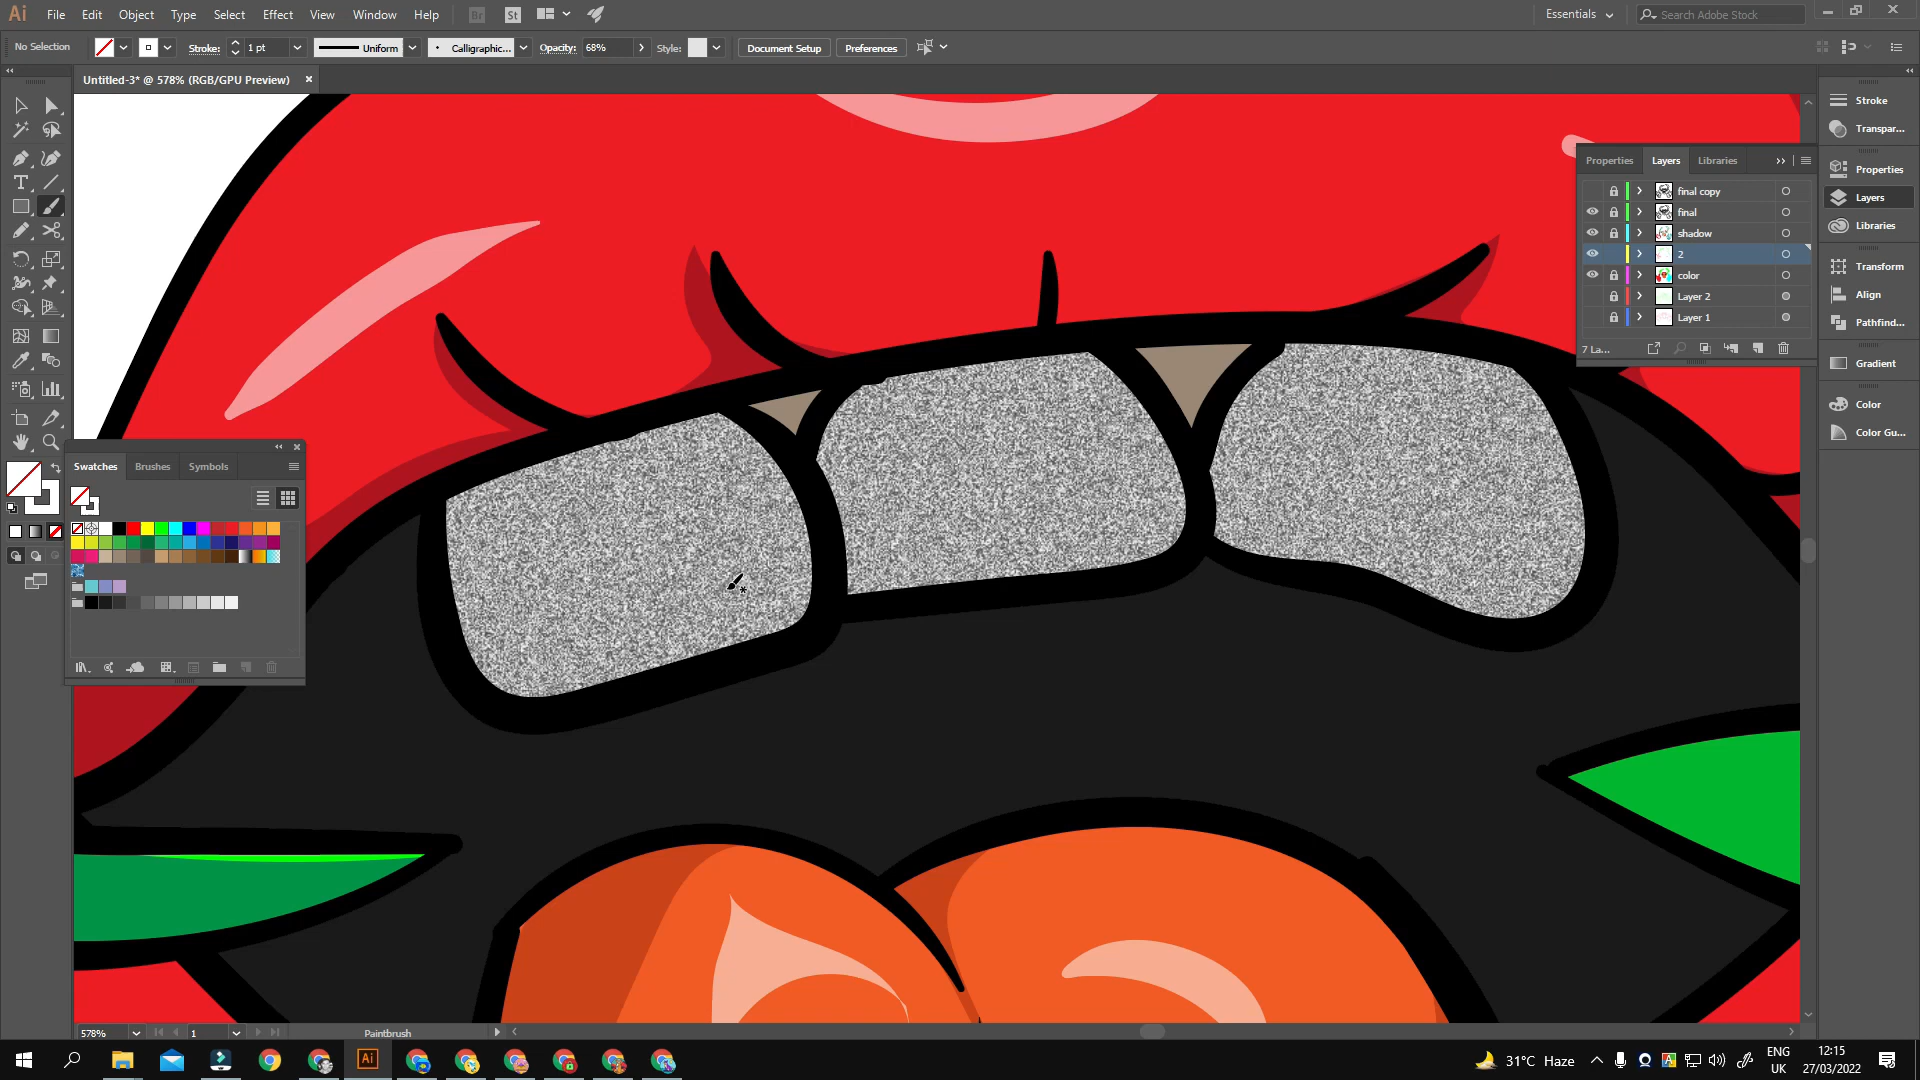 Ai File Edit Object Type Select Effect View Window Help Br St Essentials Search Adobe Stock
No Selection Stroke: 1 pt Uniform Calligraphic... Opacity: 68% Style: Document Setup Preferences
Untitled-3* @ 578% (RGB/GPU Preview)
Properties Layers Libraries
final copy
final
shadow
2
color
Layer 2
Layer 1
7 La...
Stroke
Transpar...
Properties
Layers
Libraries
Transform
Align
Pathfind...
Gradient
Color
Color Gu...
Swatches Brushes Symbols
578% 1 Paintbrush
Ai 31°C Haze ENG UK 12:15 27/03/2022